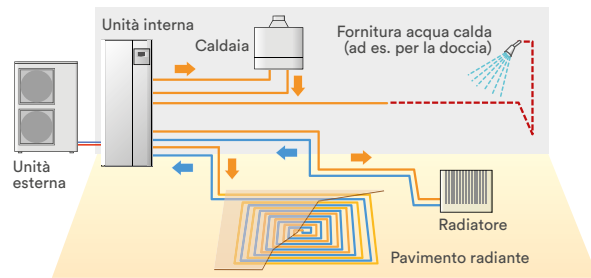 Unità interna
Caldaia
Fornitura acqua calda
(ad es. per la doccia)
Unità
esterna
Radiatore
Pavimento radiante